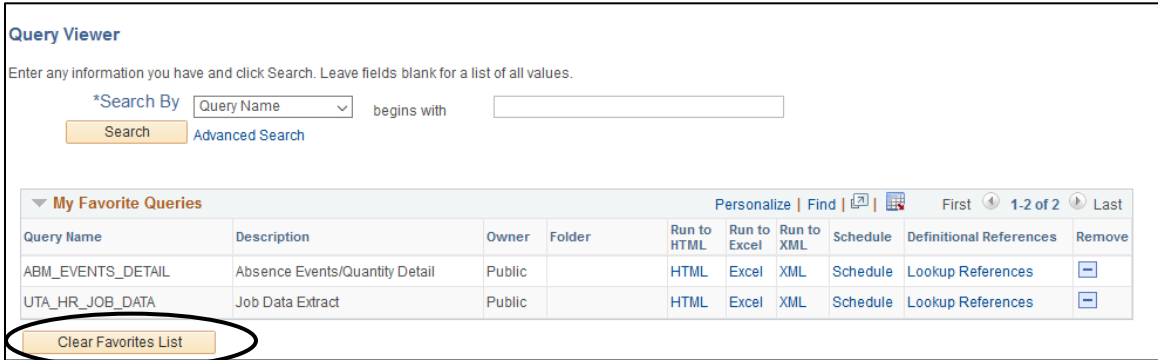 Query Viewer
Enter any information you have and click Search. Leave fields blank for a list of all values.
*Search By Query Name begins with
Search Advanced Search
My Favorite Queries Personalize | Find | | First 1-2 of 2 Last
Query Name Description Owner Folder Run to HTML Run to Excel Run to XML Schedule Definitional References Remove
ABM_EVENTS_DETAIL Absence Events/Quantity Detail Public HTML Excel XML Schedule Lookup References
UTA_HR_JOB_DATA Job Data Extract Public HTML Excel XML Schedule Lookup References
Clear Favorites List